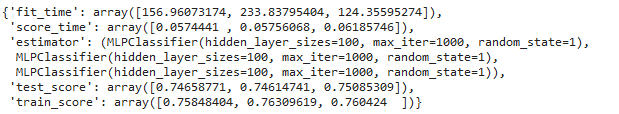 {'fit_time': array([156.96073174, 233.83795404, 124.35595274]),
 'score_time': array([0.0574441 , 0.05756068, 0.06185746]),
 'estimator': (MLPClassifier(hidden_layer_sizes=100, max_iter=1000, random_state=1),
  MLPClassifier(hidden_layer_sizes=100, max_iter=1000, random_state=1),
  MLPClassifier(hidden_layer_sizes=100, max_iter=1000, random_state=1)),
 'test_score': array([0.74658771, 0.74614741, 0.75085309]),
 'train_score': array([0.75848404, 0.76309619, 0.760424  ])}